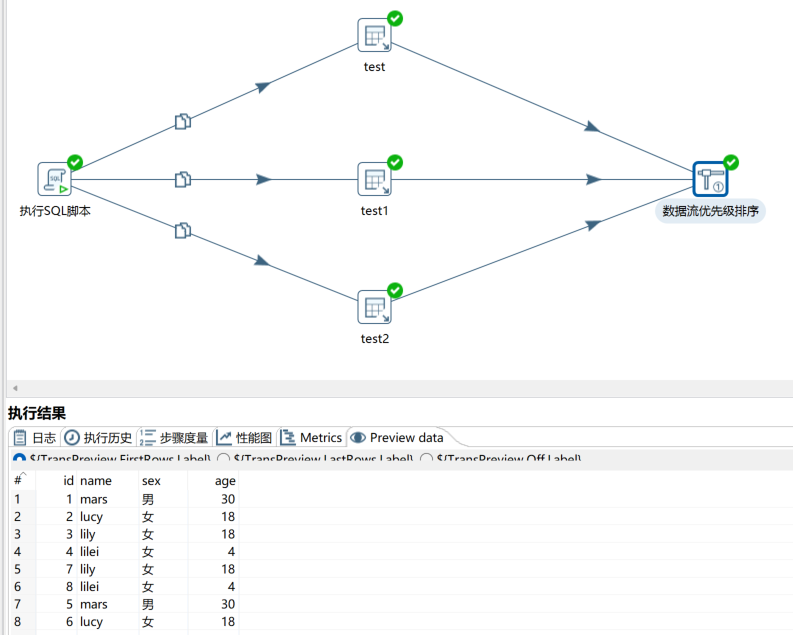 test
SQL
执行SQL脚本
test1
数据流优先级排序
test2
执行结果
日志 执行历史 步骤度量 性能图 Metrics Preview data
${TransPreview.FirstRows.Label} ${TransPreview.LastRows.Label} ${TransPreview.Off.Label}
# id name sex age
1 1 mars 男 30
2 2 lucy 女 18
3 3 lily 女 18
4 4 lilei 女 4
5 7 lily 女 18
6 8 lilei 女 4
7 5 mars 男 30
8 6 lucy 女 18